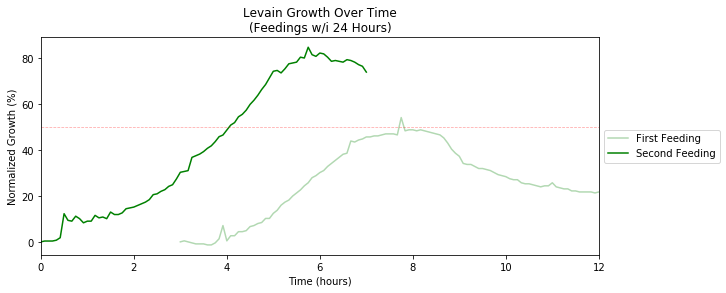 Levain Growth Over Time
(Feedings w/i 24 Hours)
Normalized Growth (%)
80
60
40
20
0
0 2 4 6 8 10 12
Time (hours)
First Feeding
Second Feeding